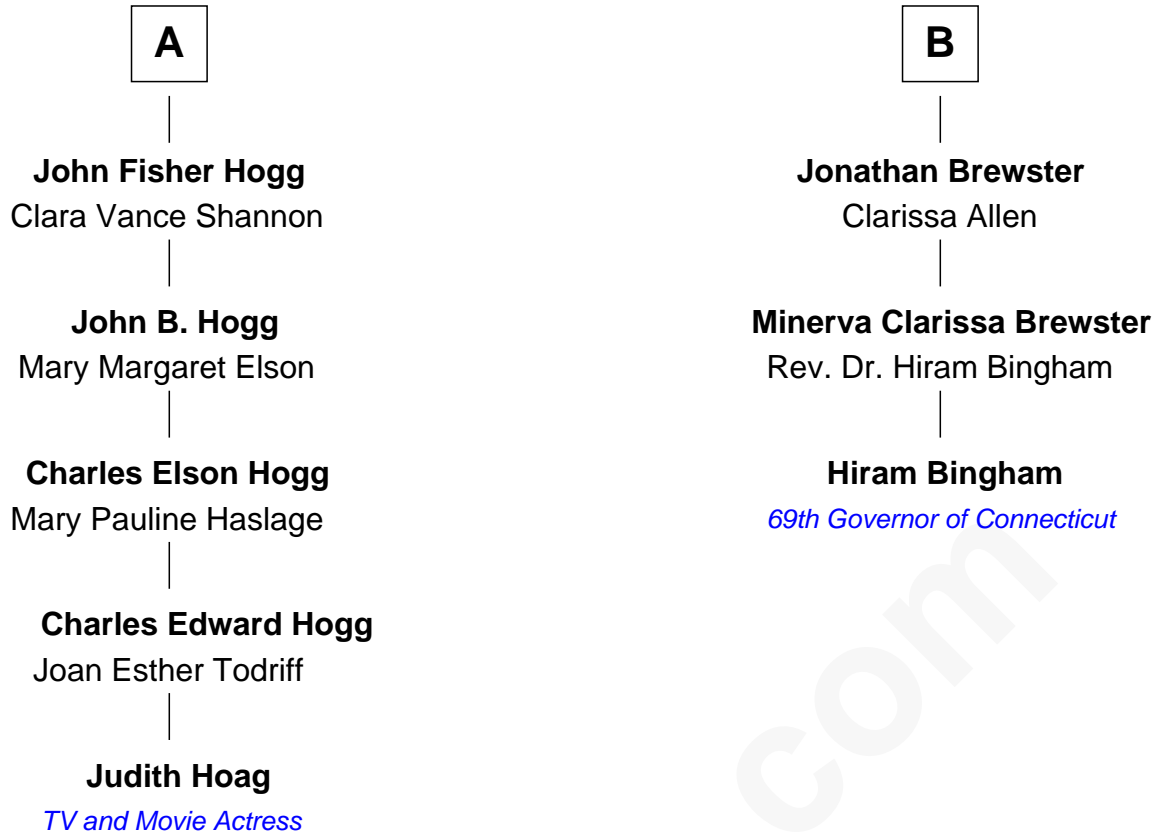 A
John Fisher Hogg
Clara Vance Shannon
John B. Hogg
Mary Margaret Elson
Charles Elson Hogg
Mary Pauline Haslage
Charles Edward Hogg
Joan Esther Todriff
Judith Hoag
TV and Movie Actress
B
Jonathan Brewster
Clarissa Allen
Minerva Clarissa Brewster
Rev. Dr. Hiram Bingham
Hiram Bingham
69th Governor of Connecticut
com